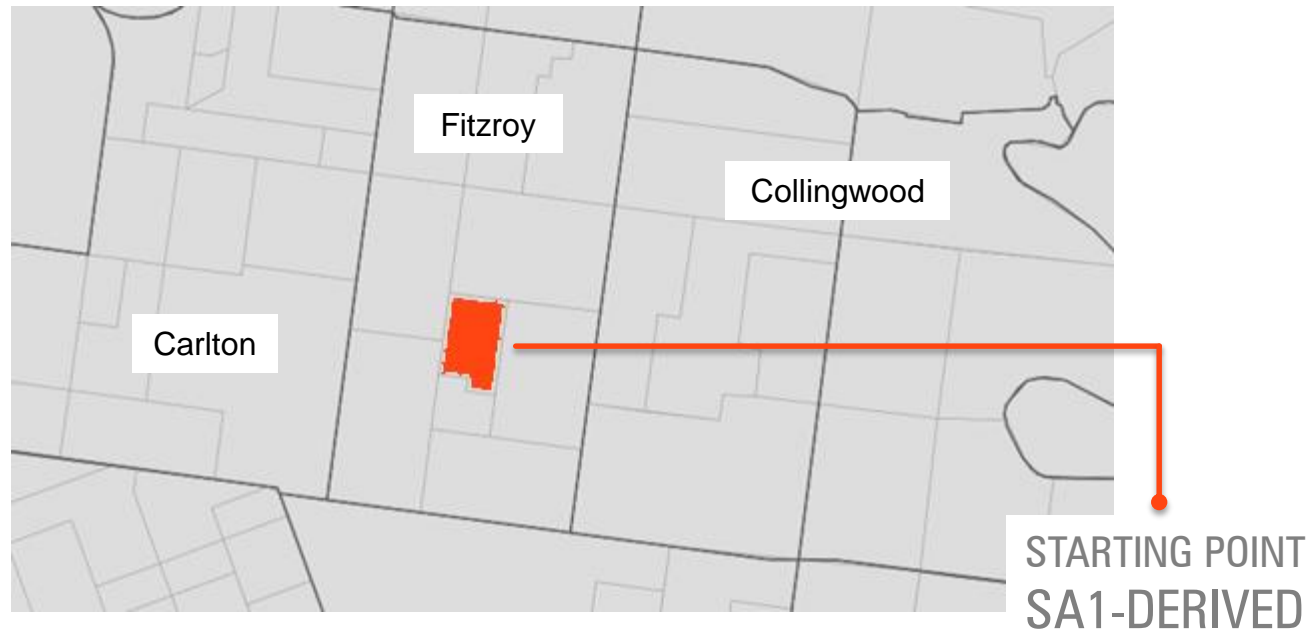 Fitzroy
Collingwood
Carlton
STARTING POINT
SA1-DERIVED